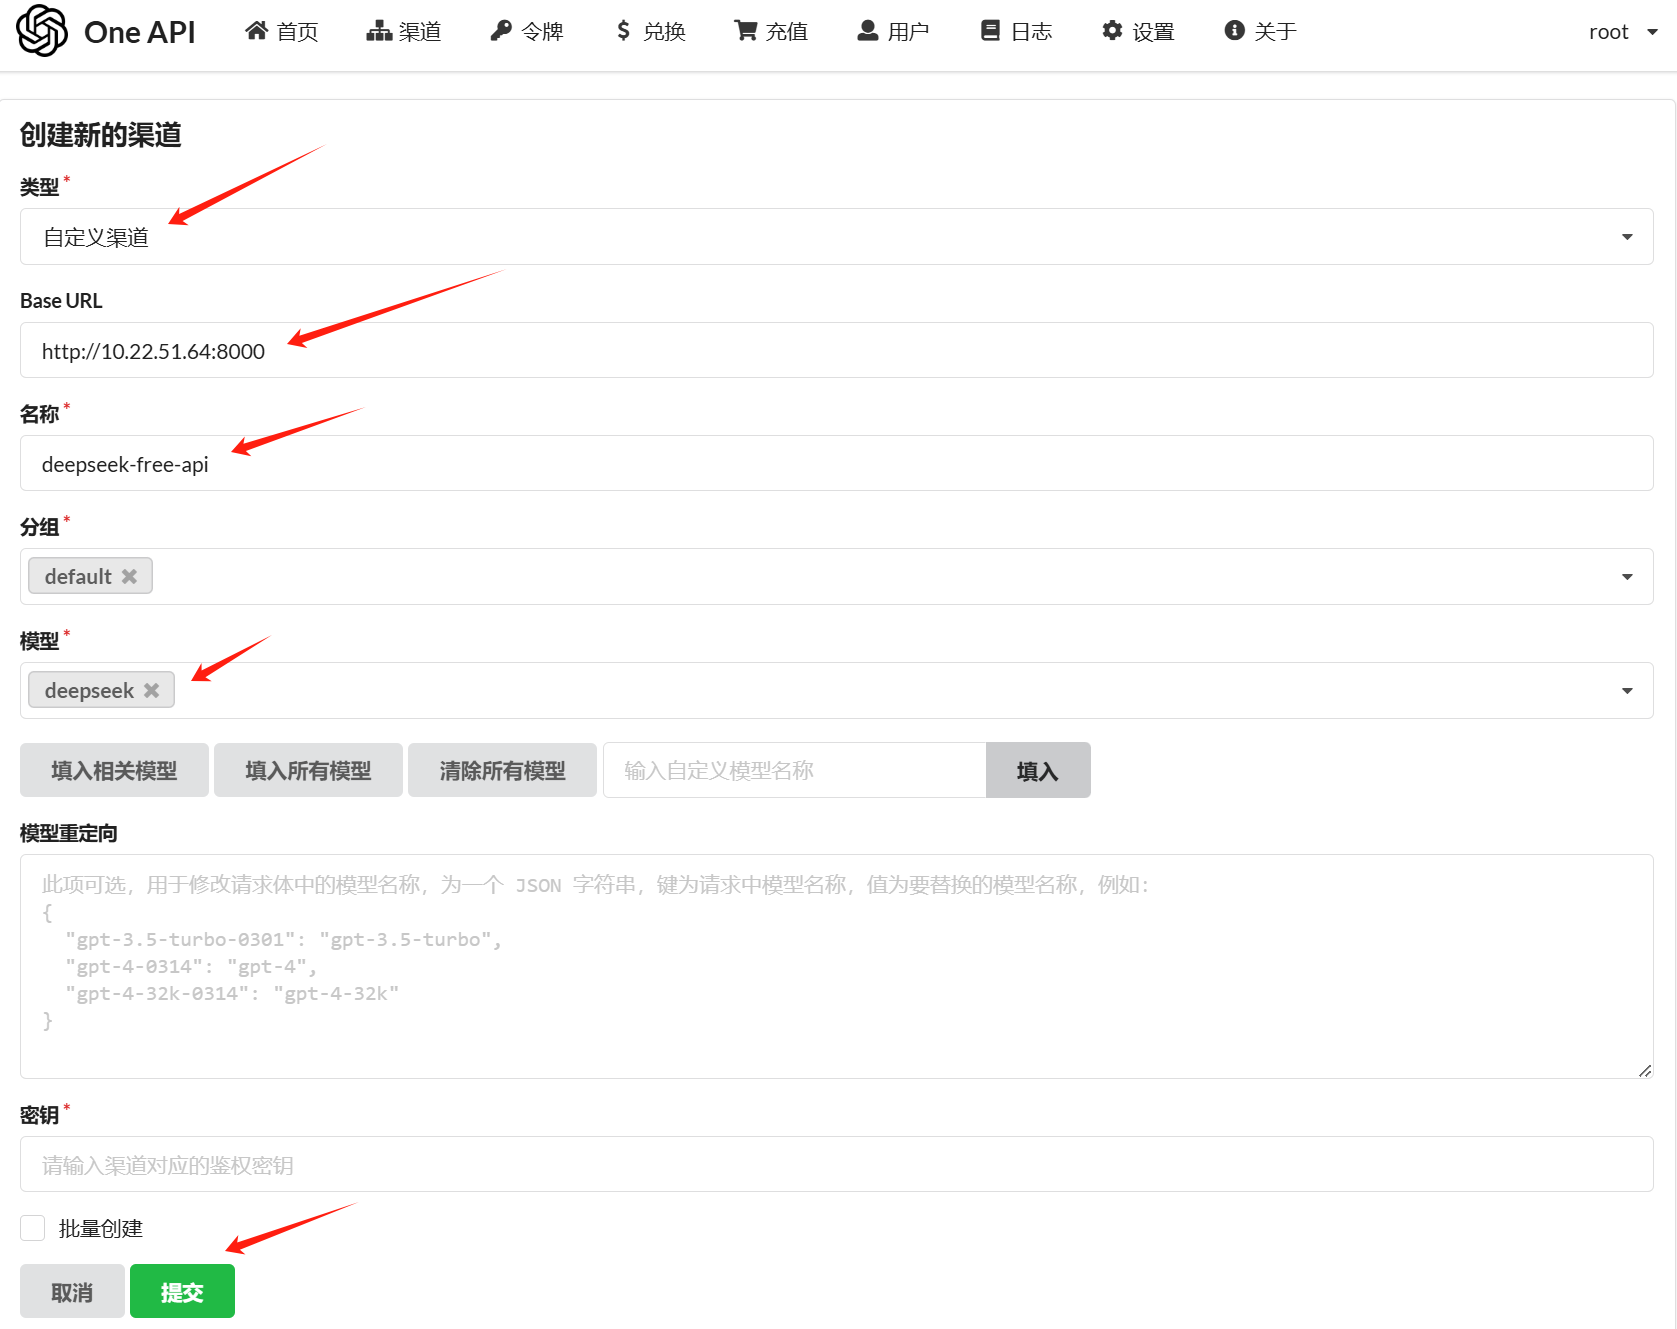 One API 首页 渠道 令牌 兑换 充值 用户 日志 设置 关于 root
创建新的渠道
类型*
自定义渠道
Base URL
http://10.22.51.64:8000
名称*
deepseek-free-api
分组*
default
模型*
deepseek
填入相关模型 填入所有模型 清除所有模型 输入自定义模型名称 填入
模型重定向
此项可选，用于修改请求体中的模型名称，为一个 JSON 字符串，键为请求中模型名称，值为要替换的模型名称，例如：
{
"gpt-3.5-turbo-0301": "gpt-3.5-turbo",
"gpt-4-0314": "gpt-4",
"gpt-4-32k-0314": "gpt-4-32k"
}
密钥*
请输入渠道对应的鉴权密钥
批量创建
取消 提交